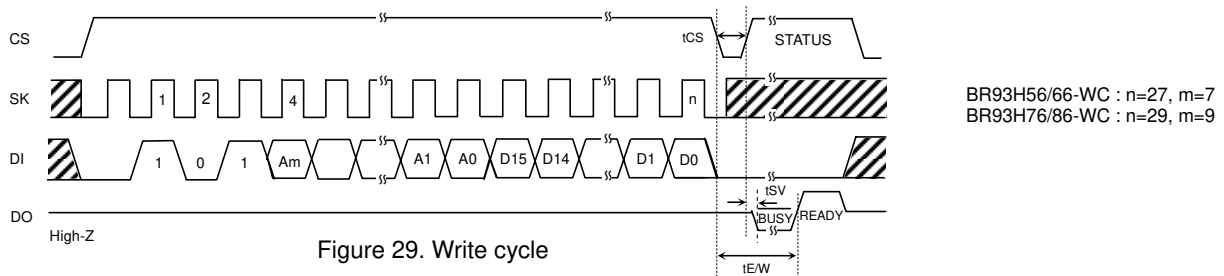 CS
tCS
STATUS
SK
1 2 4 n
BR93H56/66-WC : n=27, m=7
BR93H76/86-WC : n=29, m=9
DI
1 0 1 Am A1 A0 D15 D14 D1 D0
tSV
DO
BUSY READY
High-Z
Figure 29. Write cycle
tE/W